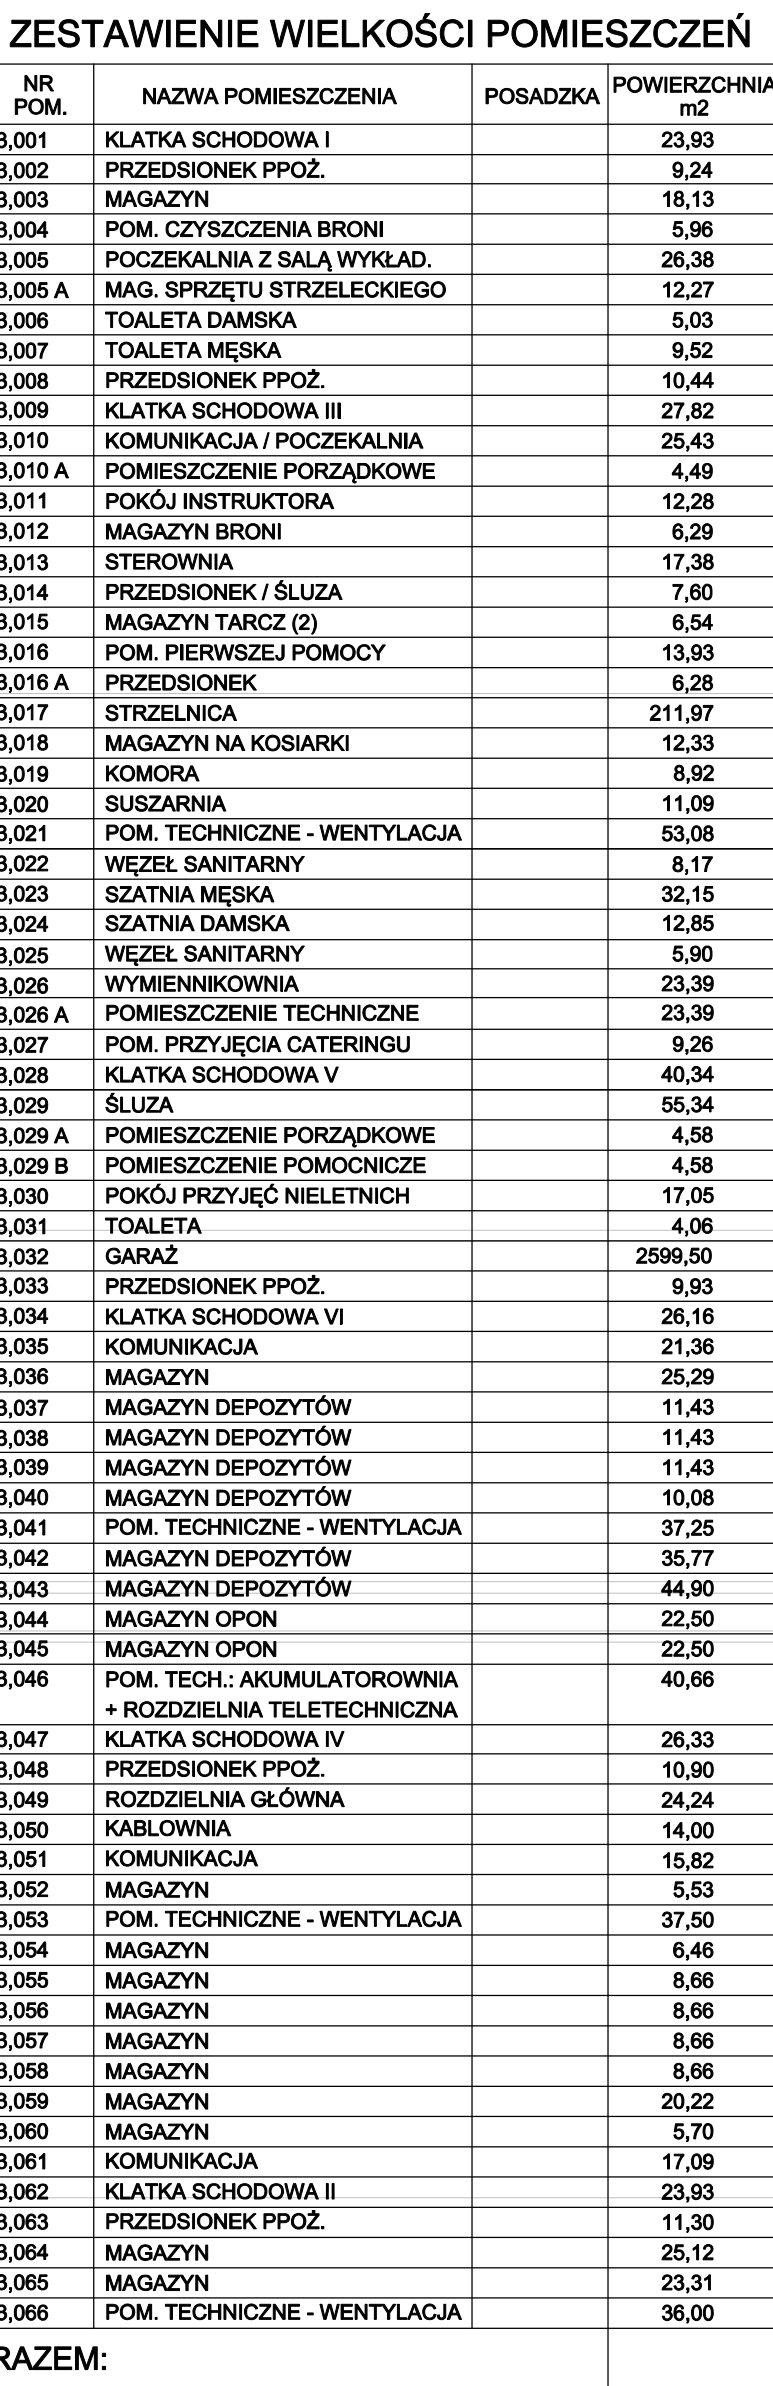 ZESTAWIENIE WIELKOŚCI POMIESZCZEŃ
NR POM. NAZWA POMIESZCZENIA POSADZKA POWIERZCHNIA m2
3,001 KLATKA SCHODOWA I 23,93
3,002 PRZEDSIONEK PPOŻ. 9,24
3,003 MAGAZYN 18,13
3,004 POM. CZYSZCZENIA BRONI 5,96
3,005 POCZEKALNIA Z SALĄ WYKŁAD. 26,38
3,005 A MAG. SPRZĘTU STRZELECKIEGO 12,27
3,006 TOALETA DAMSKA 5,03
3,007 TOALETA MĘSKA 9,52
3,008 PRZEDSIONEK PPOŻ. 10,44
3,009 KLATKA SCHODOWA III 27,82
3,010 KOMUNIKACJA / POCZEKALNIA 25,43
3,010 A POMIESZCZENIE PORZĄDKOWE 4,49
3,011 POKÓJ INSTRUKTORA 12,28
3,012 MAGAZYN BRONI 6,29
3,013 STEROWNIA 17,38
3,014 PRZEDSIONEK / ŚLUZA 7,60
3,015 MAGAZYN TARCZ (2) 6,54
3,016 POM. PIERWSZEJ POMOCY 13,93
3,016 A PRZEDSIONEK 6,28
3,017 STRZELNICA 211,97
3,018 MAGAZYN NA KOSIARKI 12,33
3,019 KOMORA 8,92
3,020 SUSZARNIA 11,09
3,021 POM. TECHNICZNE - WENTYLACJA 53,08
3,022 WĘZEŁ SANITARNY 8,17
3,023 SZATNIA MĘSKA 32,15
3,024 SZATNIA DAMSKA 12,85
3,025 WĘZEŁ SANITARNY 5,90
3,026 WYMIENNIKOWNIA 23,39
3,026 A POMIESZCZENIE TECHNICZNE 23,39
3,027 POM. PRZYJĘCIA CATERINGU 9,26
3,028 KLATKA SCHODOWA V 40,34
3,029 ŚLUZA 55,34
3,029 A POMIESZCZENIE PORZĄDKOWE 4,58
3,029 B POMIESZCZENIE POMOCNICZE 4,58
3,030 POKÓJ PRZYJĘĆ NIELETNICH 17,05
3,031 TOALETA 4,06
3,032 GARAŻ 2599,50
3,033 PRZEDSIONEK PPOŻ. 9,93
3,034 KLATKA SCHODOWA VI 26,16
3,035 KOMUNIKACJA 21,36
3,036 MAGAZYN 25,29
3,037 MAGAZYN DEPOZYTÓW 11,43
3,038 MAGAZYN DEPOZYTÓW 11,43
3,039 MAGAZYN DEPOZYTÓW 11,43
3,040 MAGAZYN DEPOZYTÓW 10,08
3,041 POM. TECHNICZNE - WENTYLACJA 37,25
3,042 MAGAZYN DEPOZYTÓW 35,77
3,043 MAGAZYN DEPOZYTÓW 44,90
3,044 MAGAZYN OPON 22,50
3,045 MAGAZYN OPON 22,50
3,046 POM. TECH.: AKUMULATOROWNIA 40,66
+ ROZDZIELNIA TELETECHNICZNA
3,047 KLATKA SCHODOWA IV 26,33
3,048 PRZEDSIONEK PPOŻ. 10,90
3,049 ROZDZIELNIA GŁÓWNA 24,24
3,050 KABLOWNIA 14,00
3,051 KOMUNIKACJA 15,82
3,052 MAGAZYN 5,53
3,053 POM. TECHNICZNE - WENTYLACJA 37,50
3,054 MAGAZYN 6,46
3,055 MAGAZYN 8,66
3,056 MAGAZYN 8,66
3,057 MAGAZYN 8,66
3,058 MAGAZYN 8,66
3,059 MAGAZYN 20,22
3,060 MAGAZYN 5,70
3,061 KOMUNIKACJA 17,09
3,062 KLATKA SCHODOWA II 23,93
3,063 PRZEDSIONEK PPOŻ. 11,30
3,064 MAGAZYN 25,12
3,065 MAGAZYN 23,31
3,066 POM. TECHNICZNE - WENTYLACJA 36,00
RAZEM: